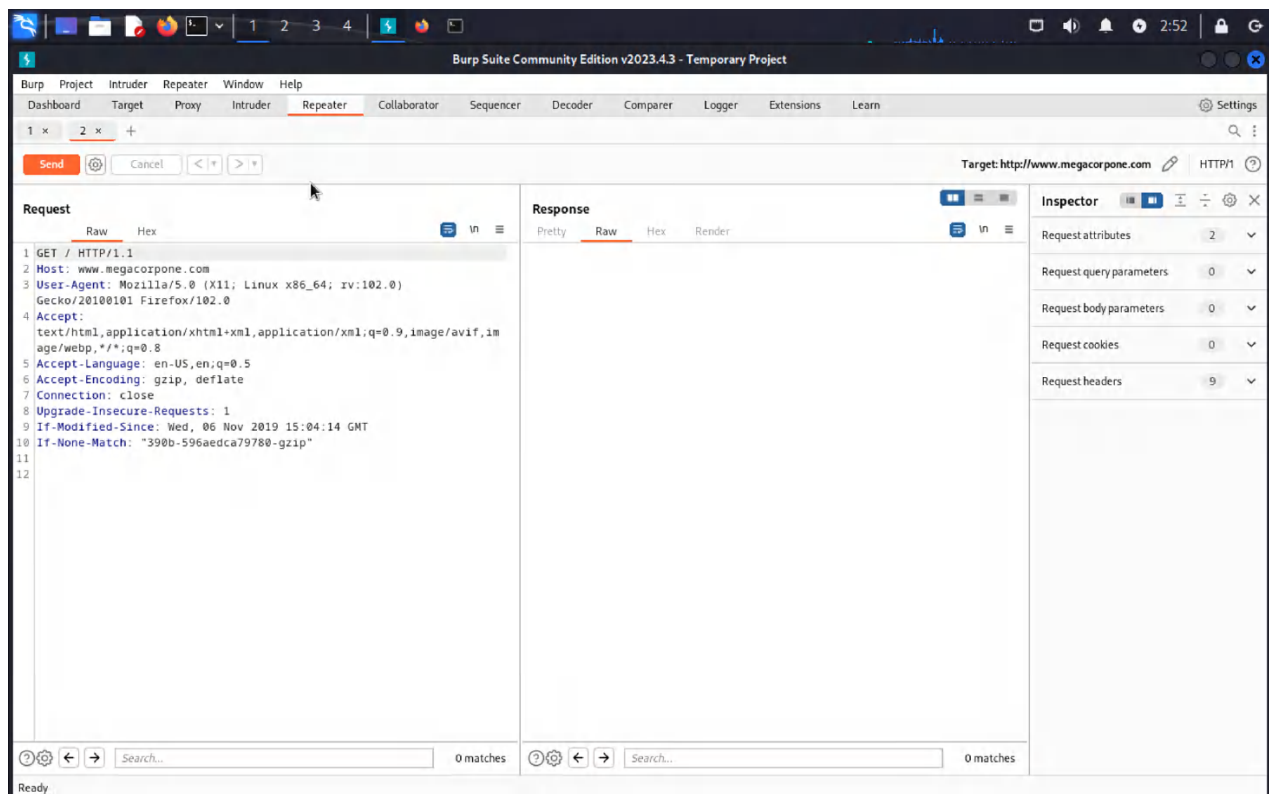 1 2 3 4 2:52
Burp Suite Community Edition v2023.4.3 - Temporary Project
Burp Project Intruder Repeater Window Help
Dashboard Target Proxy Intruder Repeater Collaborator Sequencer Decoder Comparer Logger Extensions Learn Settings
1 × 2 × +
Send Cancel < > Target: http://www.megacorpone.com HTTP/1
Request
Raw Hex \n
1 GET / HTTP/1.1
2 Host: www.megacorpone.com
3 User-Agent: Mozilla/5.0 (X11; Linux x86_64; rv:102.0)
Gecko/20100101 Firefox/102.0
4 Accept:
text/html,application/xhtml+xml,application/xml;q=0.9,image/avif,im
age/webp,*/*;q=0.8
5 Accept-Language: en-US,en;q=0.5
6 Accept-Encoding: gzip, deflate
7 Connection: close
8 Upgrade-Insecure-Requests: 1
9 If-Modified-Since: Wed, 06 Nov 2019 15:04:14 GMT
10 If-None-Match: "390b-596aedca79780-gzip"
11
12
Search... 0 matches
Response
Pretty Raw Hex Render \n
Search... 0 matches
Inspector
Request attributes 2
Request query parameters 0
Request body parameters 0
Request cookies 0
Request headers 9
Ready